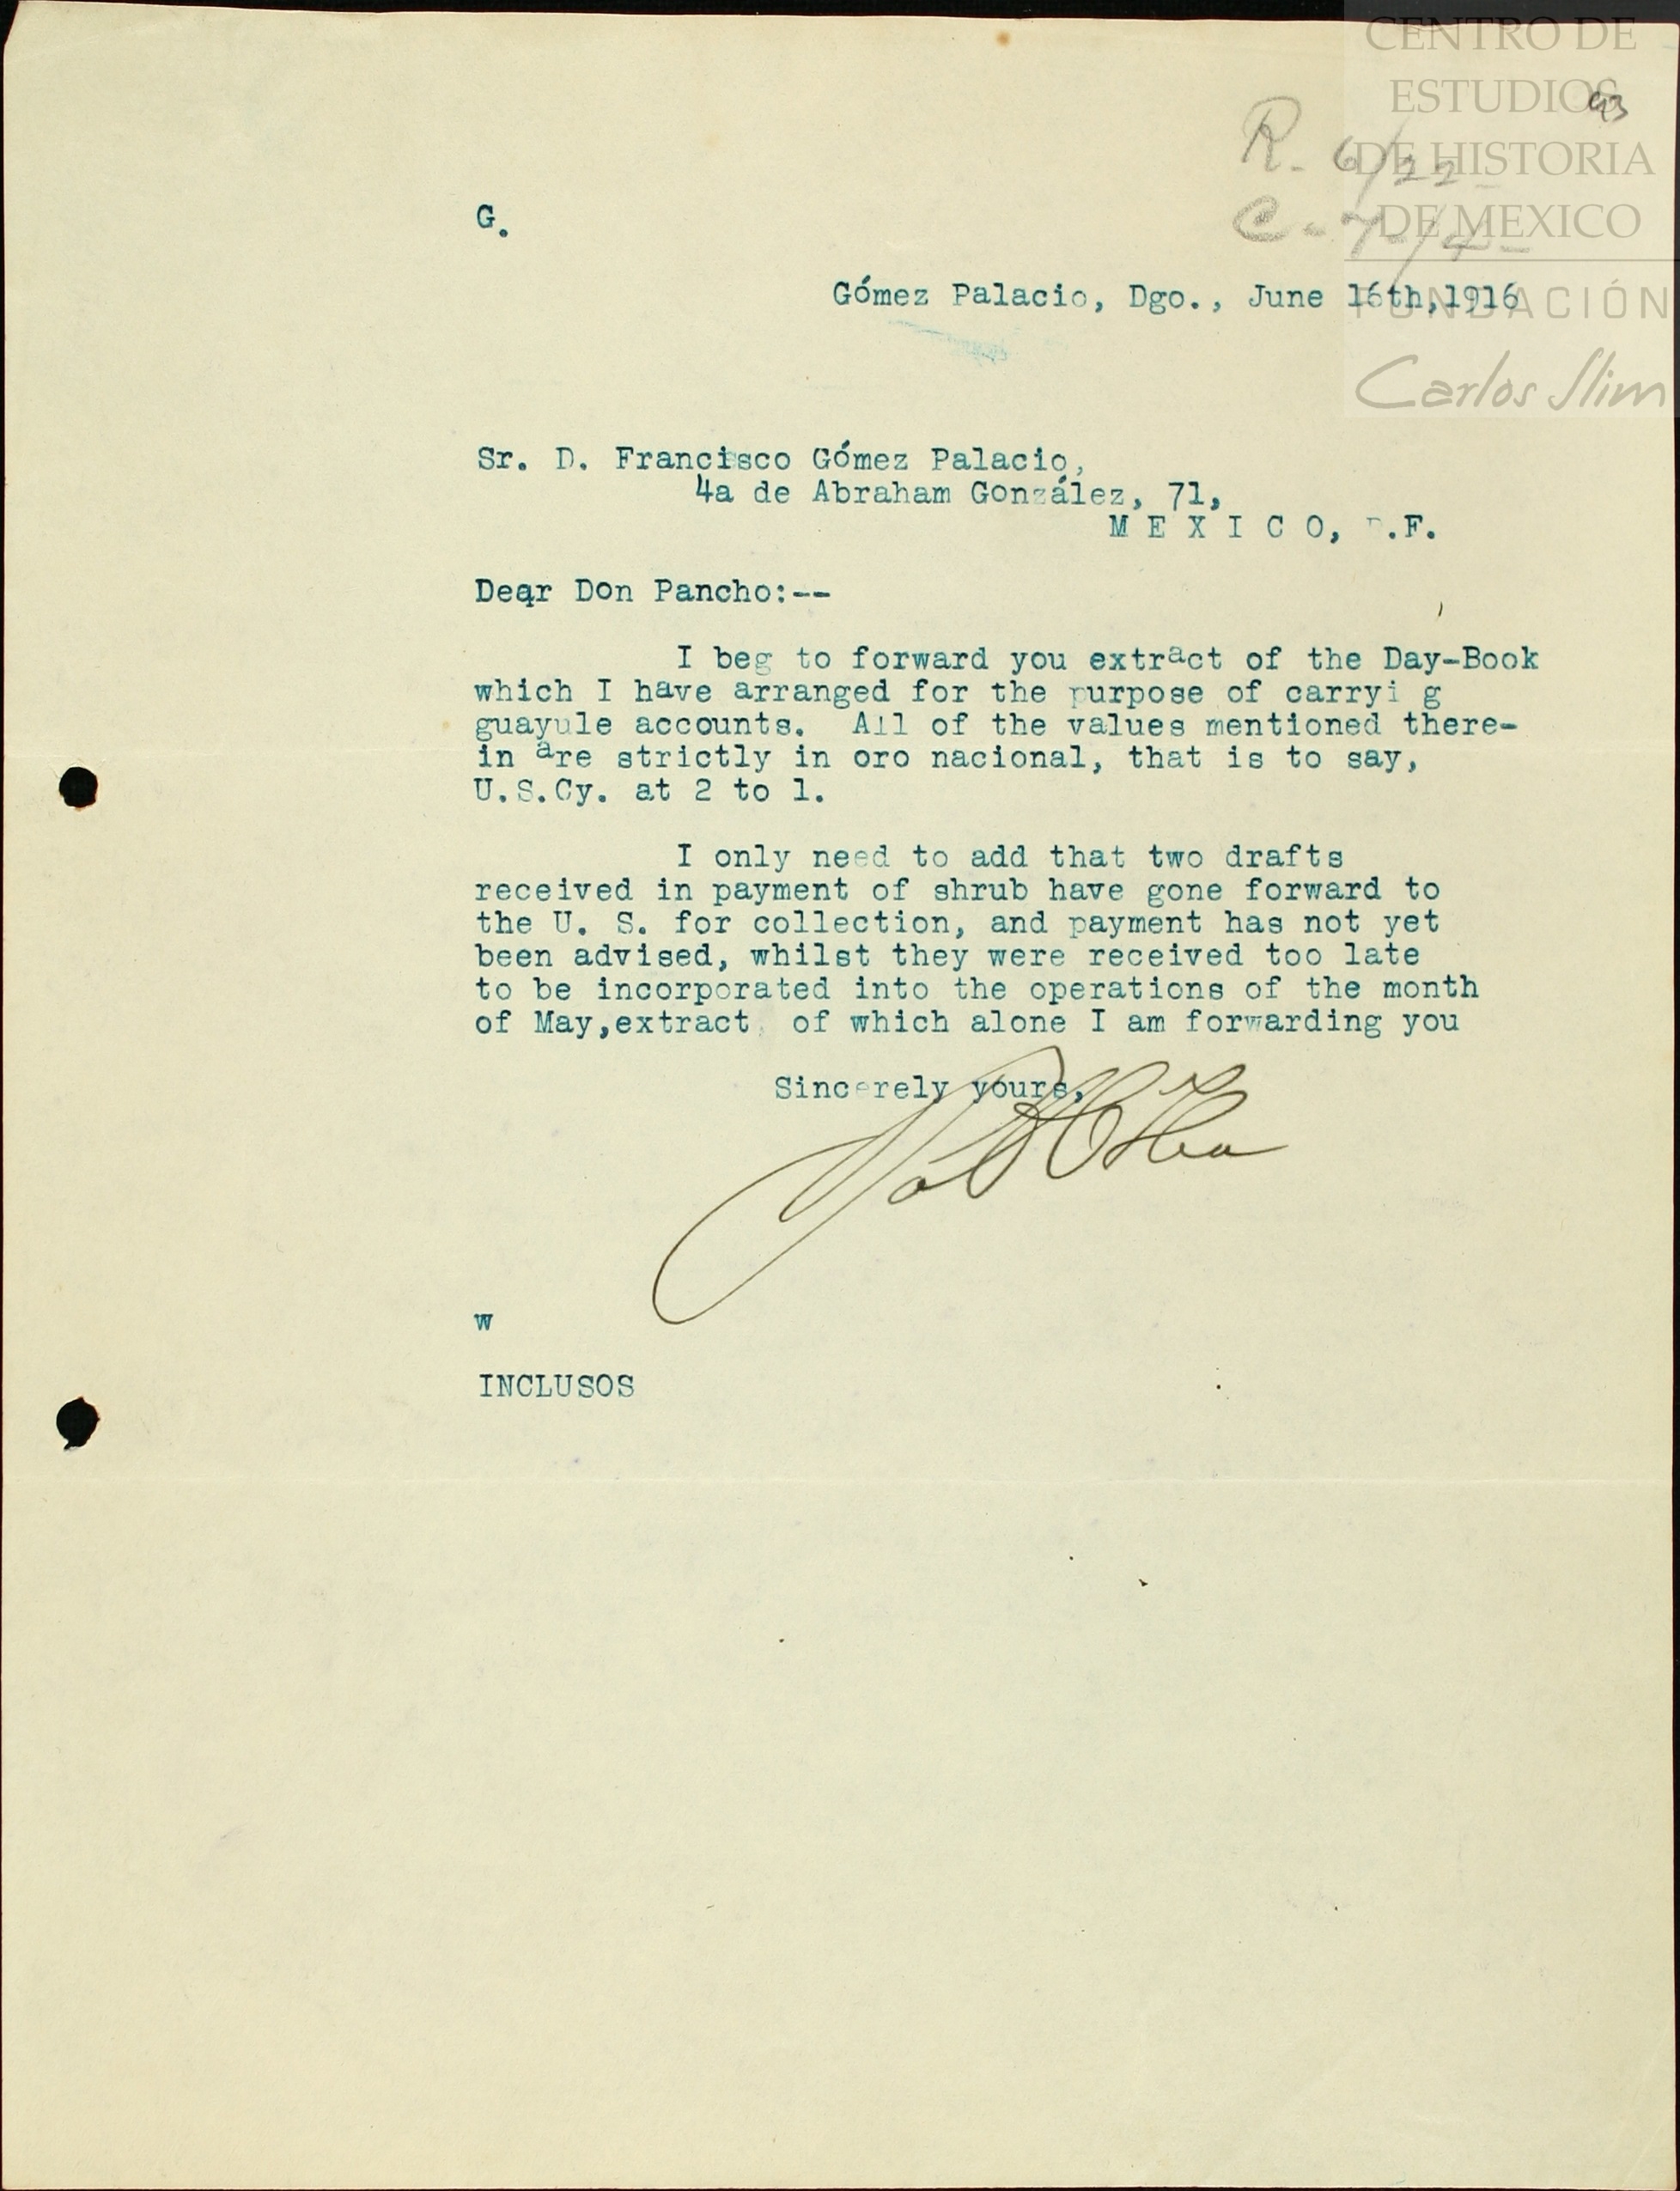 CENTRO DE
ESTUDIOS
DE HISTORIA
DE MEXICO
FUNDACIÓN
Carlos Slim
93
R. 6/22
C. 7/4
G.
Gómez Palacio, Dgo., June 16th,1916
Sr. D. Francisco Gómez Palacio,
4a de Abraham González, 71,
M E X I C O, D.F.
Dear Don Pancho:--
I beg to forward you extract of the Day-Book
which I have arranged for the purpose of carryi g
guayule accounts. All of the values mentioned there-
in are strictly in oro nacional, that is to say,
U.S.Cy. at 2 to 1.
I only need to add that two drafts
received in payment of shrub have gone forward to
the U. S. for collection, and payment has not yet
been advised, whilst they were received too late
to be incorporated into the operations of the month
of May,extract of which alone I am forwarding you
Sincerely yours,
w
INCLUSOS